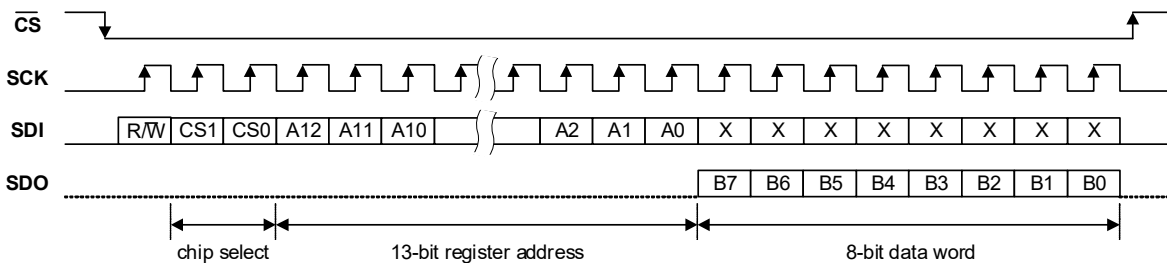 C̅S̅
SCK
SDI R/W̅ CS1 CS0 A12 A11 A10 A2 A1 A0 X X X X X X X X
SDO B7 B6 B5 B4 B3 B2 B1 B0
chip select 13-bit register address 8-bit data word